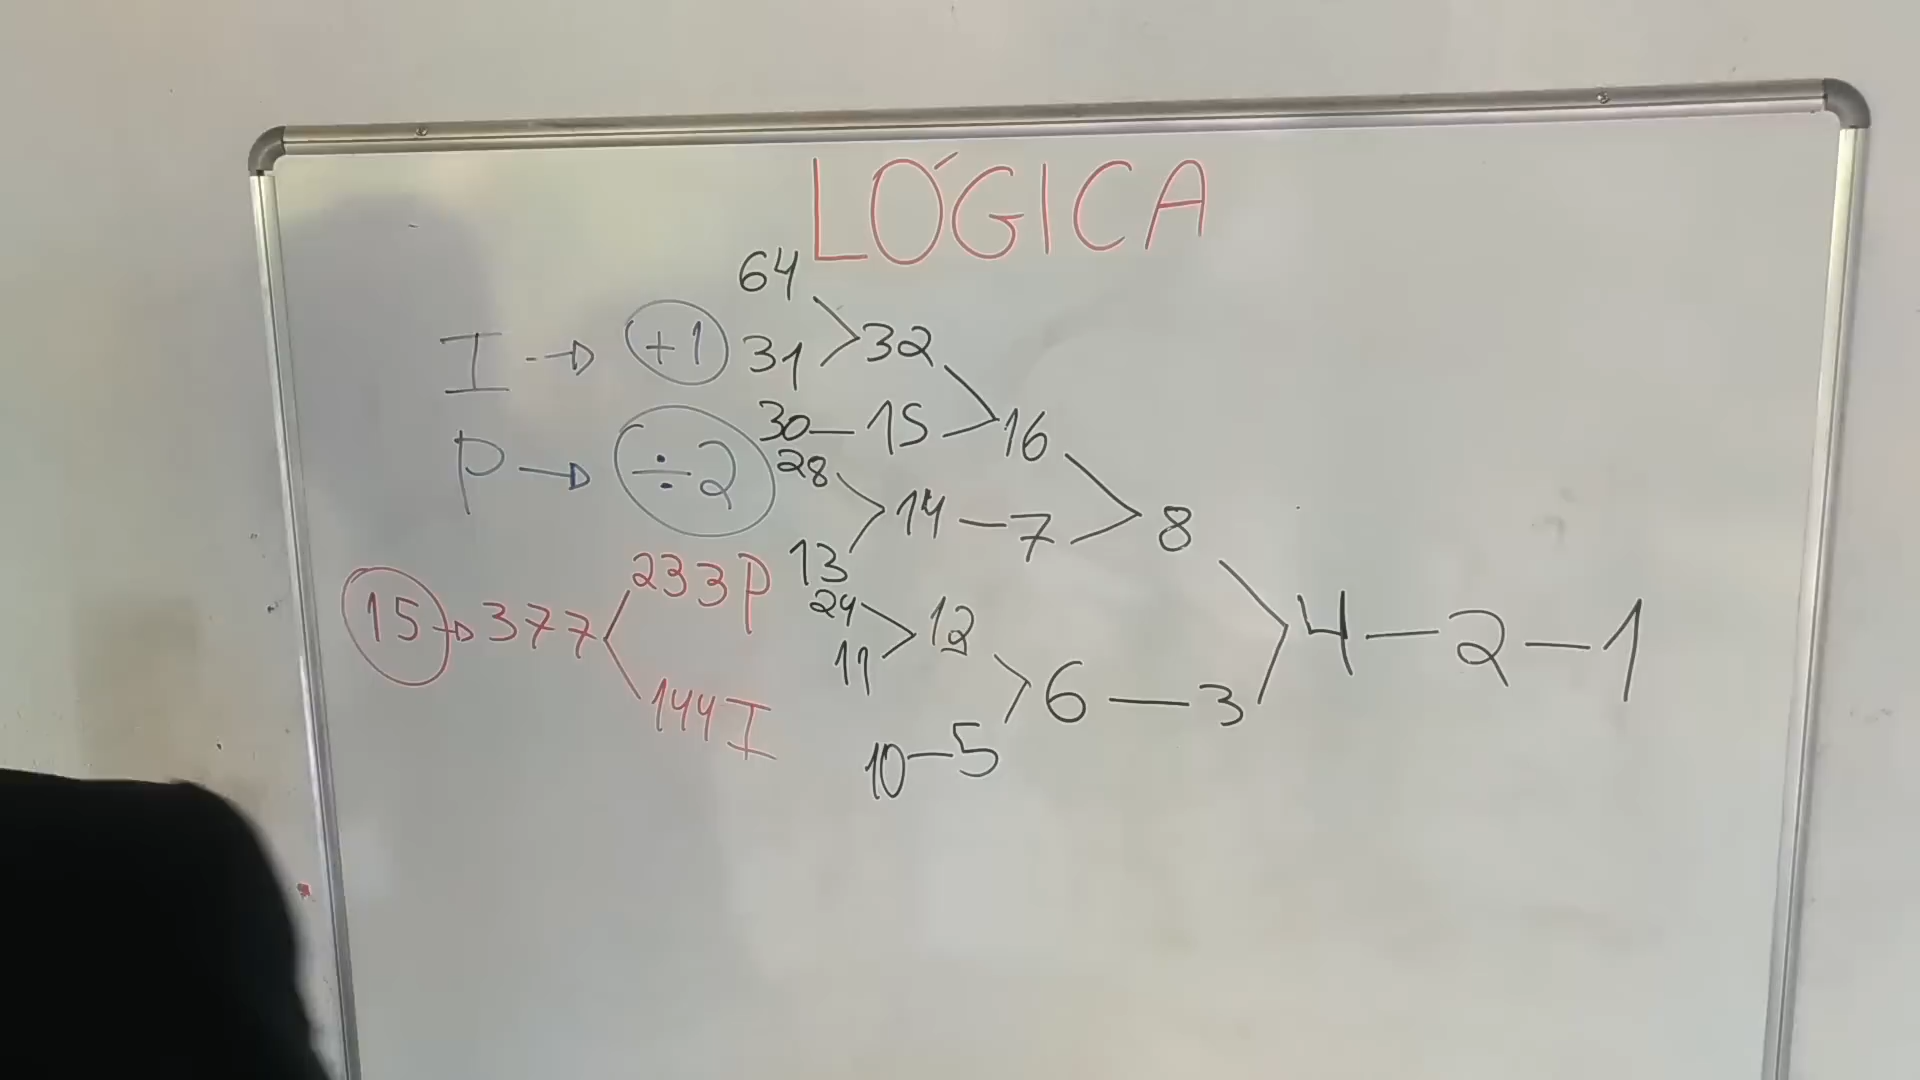 LÓGICA
64
I → +1 31 > 32
30 — 15 > 16
P → ÷2 28
14 — 7 > 8
13
233P
24
15 → 377 < 12 4 — 2 — 1
11
144I 6 — 3
10 — 5